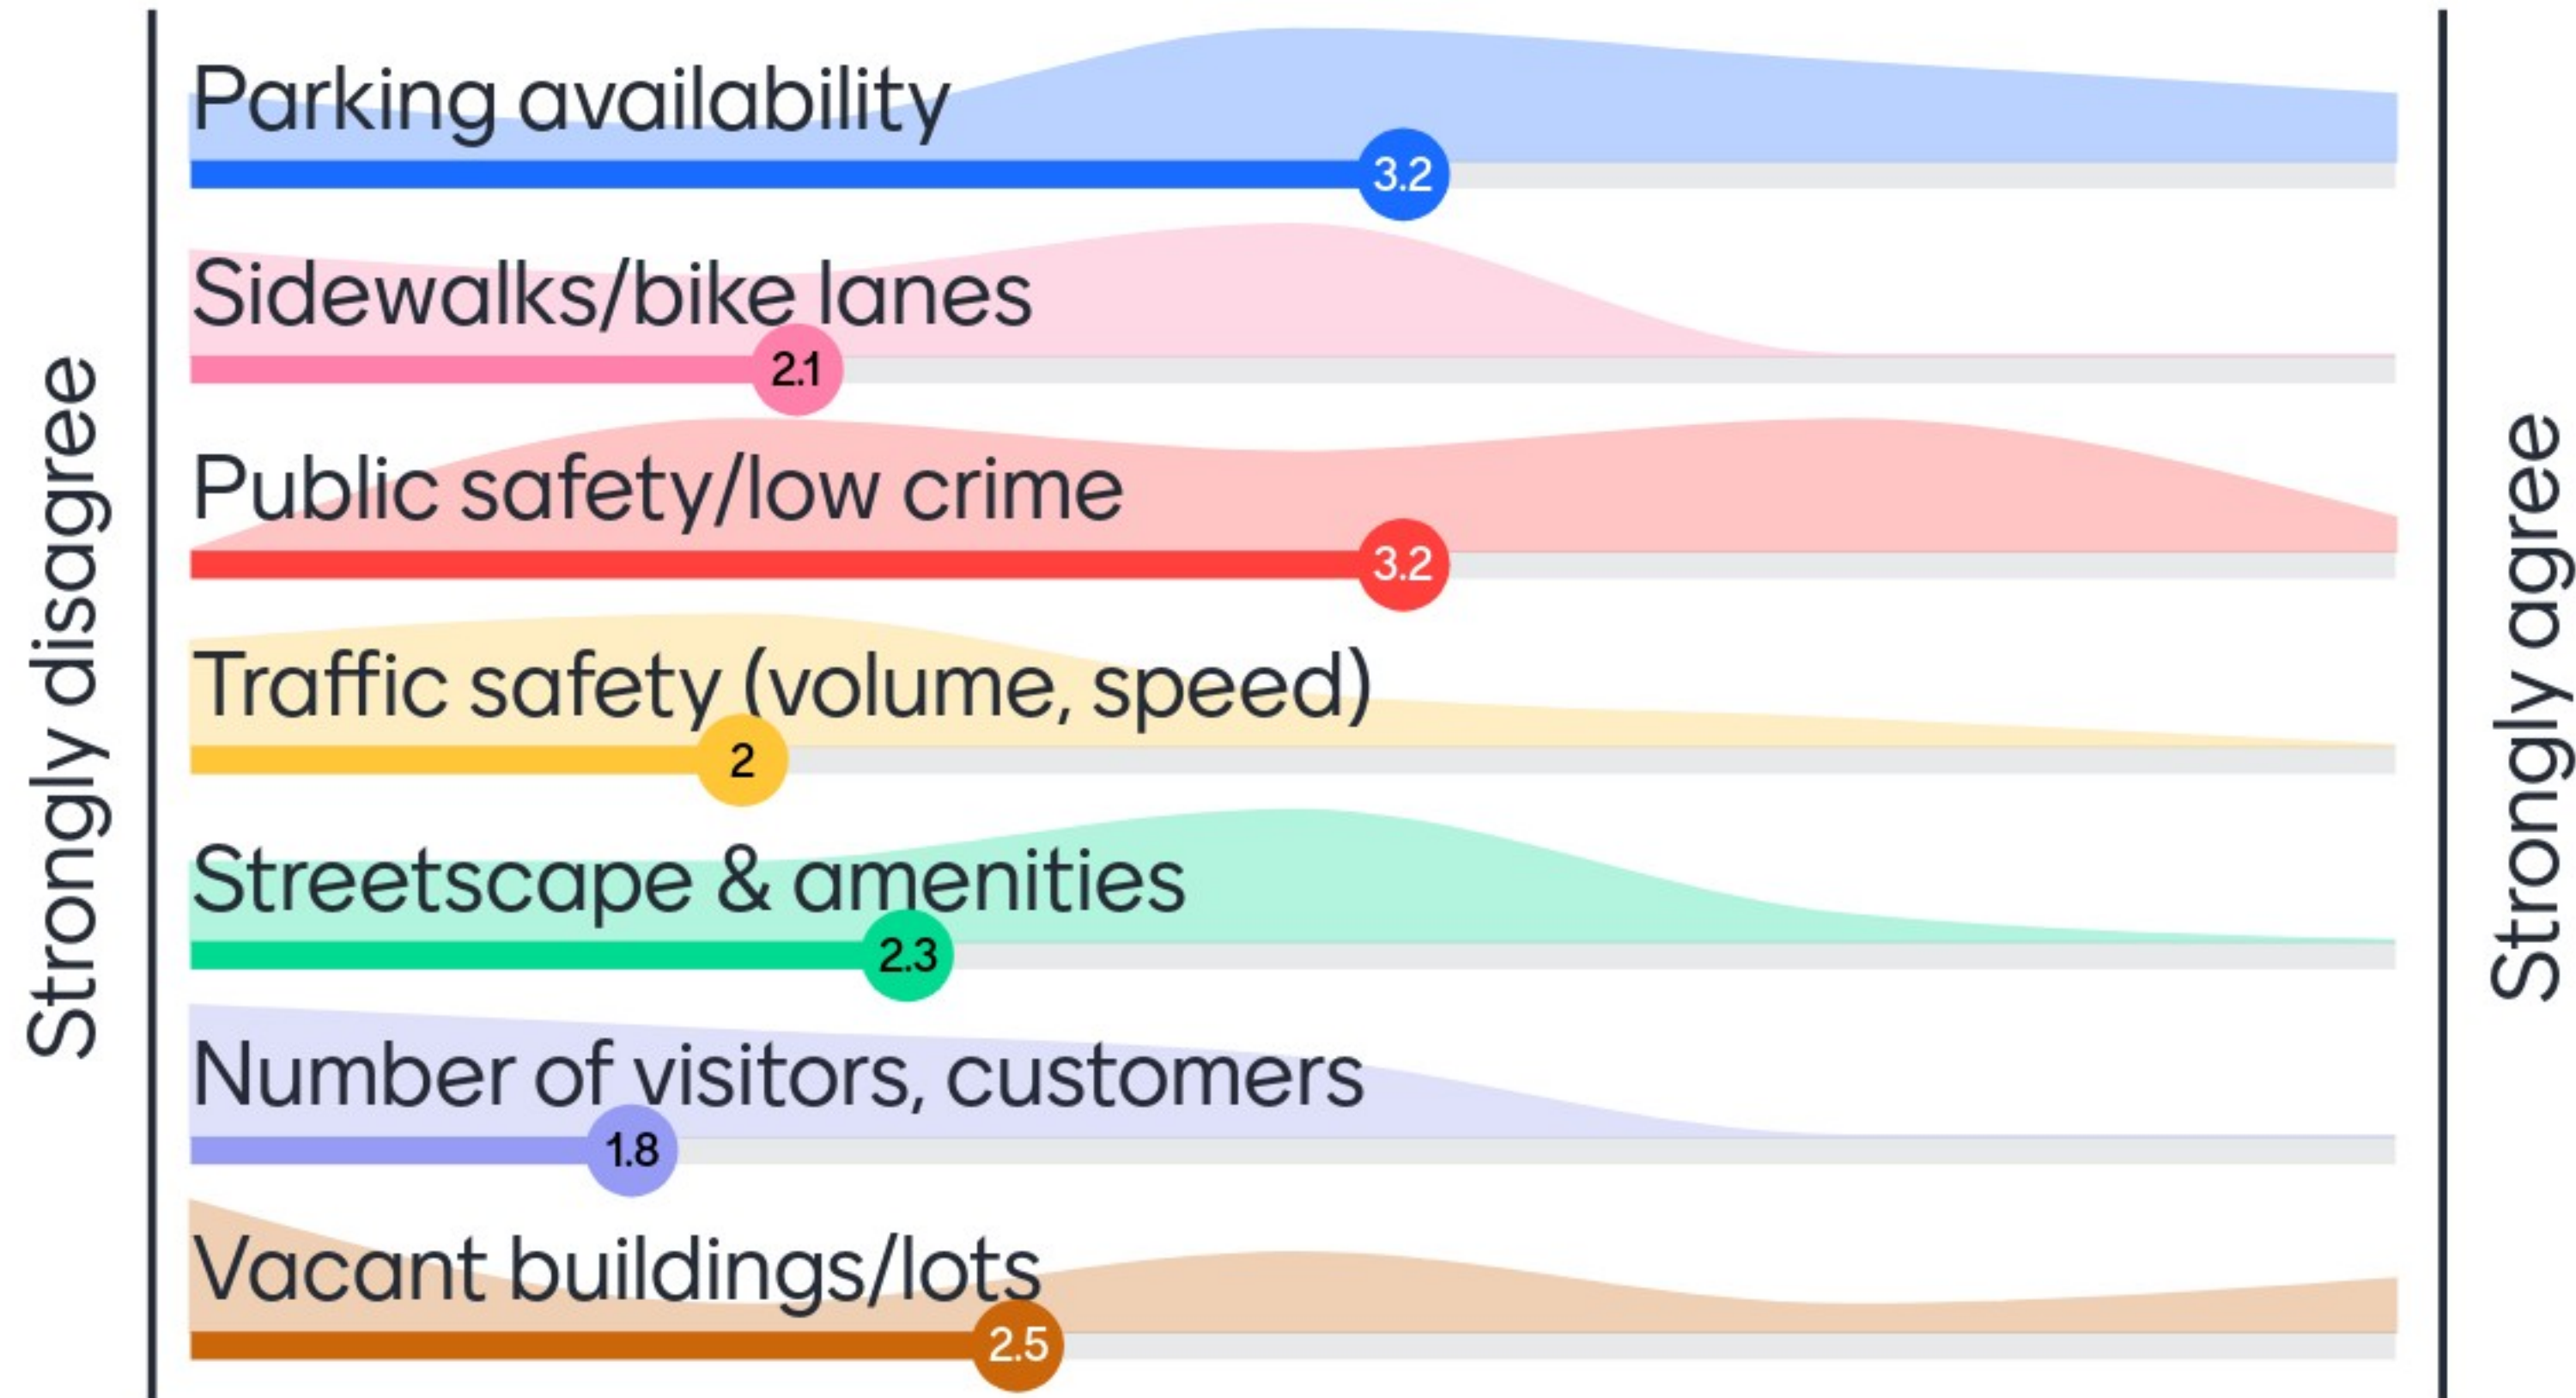 Strongly disagree
Parking availability
3.2
Sidewalks/bike lanes
2.1
Public safety/low crime
3.2
Traffic safety (volume, speed)
2
Streetscape & amenities
2.3
Number of visitors, customers
1.8
Vacant buildings/lots
2.5
Strongly agree